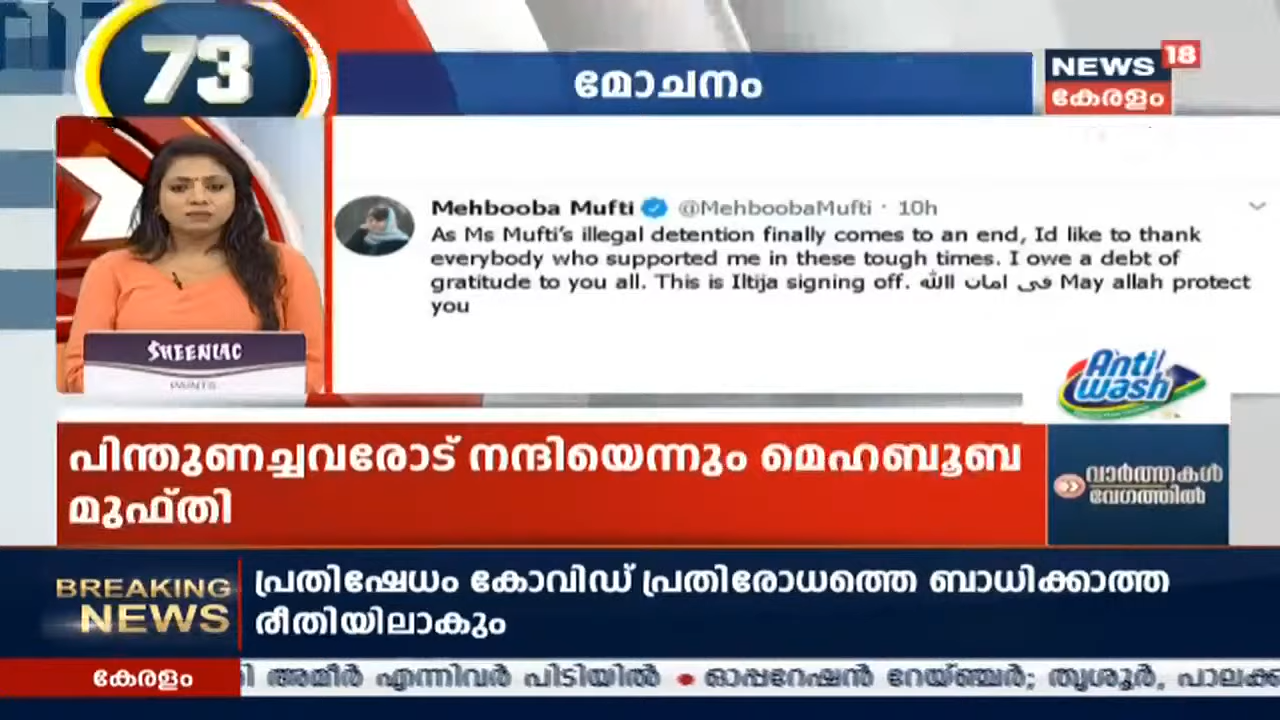 73
മോചനം
NEWS 18
കേരളം
Mehbooba Mufti @MehboobaMufti · 10h
As Ms Mufti's illegal detention finally comes to an end, Id like to thank
everybody who supported me in these tough times. I owe a debt of
gratitude to you all. This is Iltija signing off. في امان الله May allah protect
you
SHEENLAC
PAINTS
Anti
wash
പിന്തുണച്ചവരോട് നന്ദിയെന്നും മെഹബൂബ
മുഫ്തി
വാർത്തകൾ
വേഗത്തിൽ
BREAKING
NEWS
പ്രതിഷേധം കോവിഡ് പ്രതിരോധത്തെ ബാധിക്കാത്ത
രീതിയിലാകും
കേരളം
അമീർ എന്നിവർ പിടിയിൽ • ഓപ്പറേഷൻ റേയ്ഞ്ചർ; തൃശൂർ, പാലക്ക